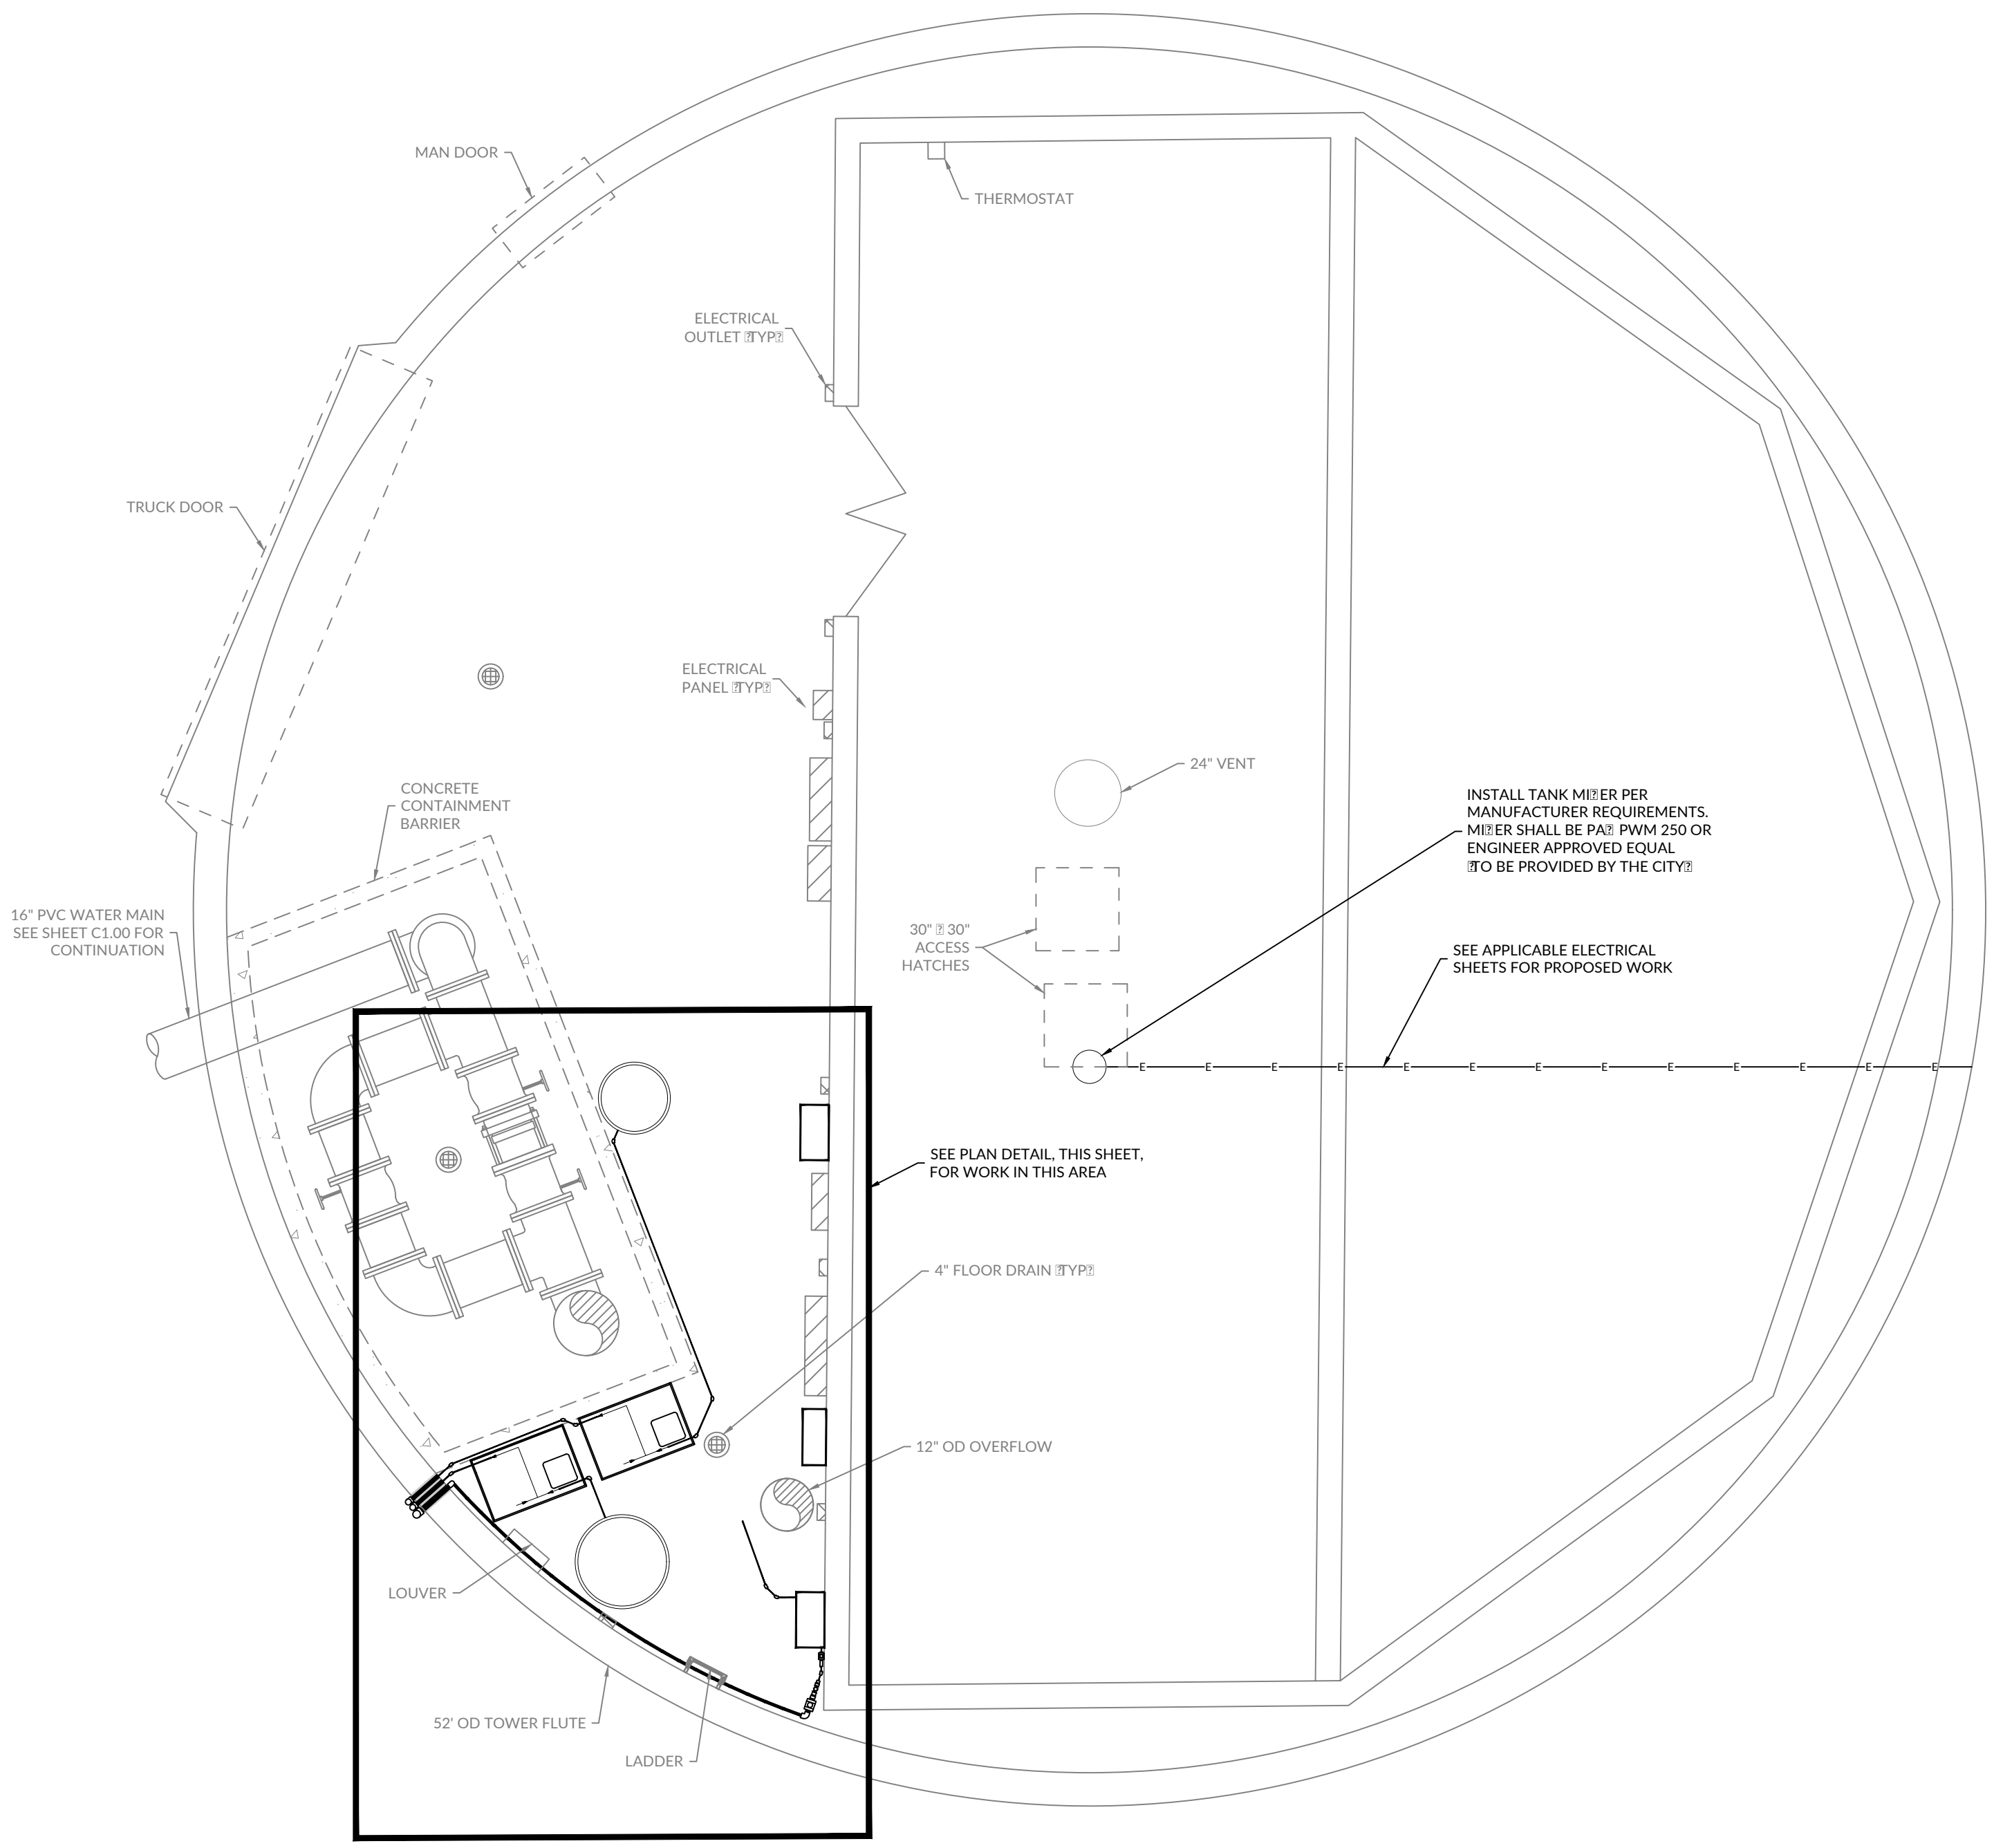 MAN DOOR
THERMOSTAT
ELECTRICAL
OUTLET ⍰TYP⍰
TRUCK DOOR
ELECTRICAL
PANEL ⍰TYP⍰
24" VENT
CONCRETE
CONTAINMENT
BARRIER
INSTALL TANK MI⍰ER PER
MANUFACTURER REQUIREMENTS.
MI⍰ER SHALL BE PA⍰ PWM 250 OR
ENGINEER APPROVED EQUAL
⍰TO BE PROVIDED BY THE CITY⍰
16" PVC WATER MAIN
SEE SHEET C1.00 FOR
CONTINUATION
30" ⍰ 30"
ACCESS
HATCHES
SEE APPLICABLE ELECTRICAL
SHEETS FOR PROPOSED WORK
E E E E E E E E E E E E E
SEE PLAN DETAIL, THIS SHEET,
FOR WORK IN THIS AREA
4" FLOOR DRAIN ⍰TYP⍰
12" OD OVERFLOW
LOUVER
52' OD TOWER FLUTE
LADDER